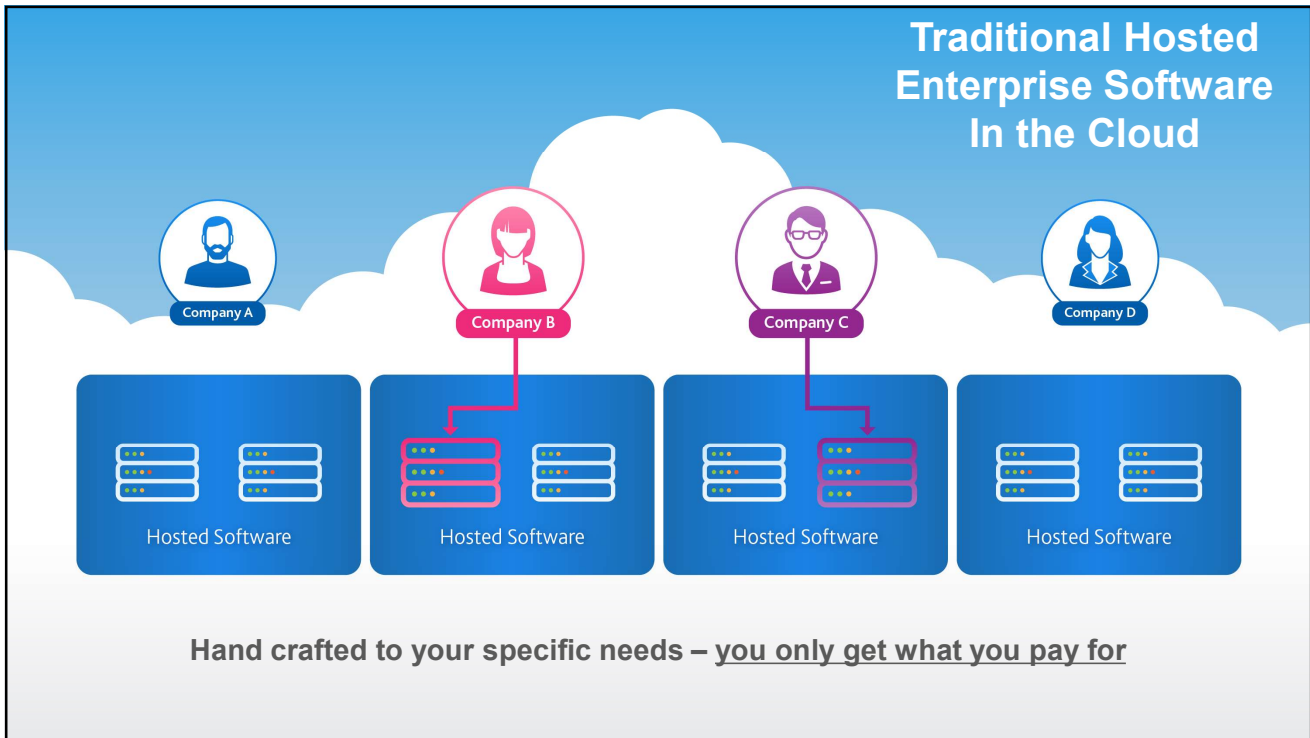 Traditional Hosted
Enterprise Software
In the Cloud
Company A
Company B
Company C
Company D
Hosted Software
Hosted Software
Hosted Software
Hosted Software
Hand crafted to your specific needs – you only get what you pay for